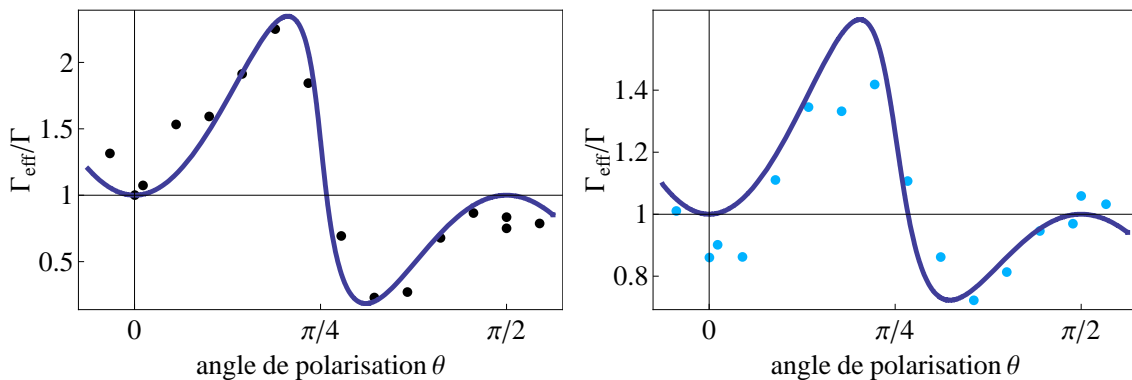 2
1.5
1
0.5
Γeff/Γ
0
π/4
π/2
angle de polarisation θ
1.4
1.2
1
0.8
Γeff/Γ
0
π/4
π/2
angle de polarisation θ